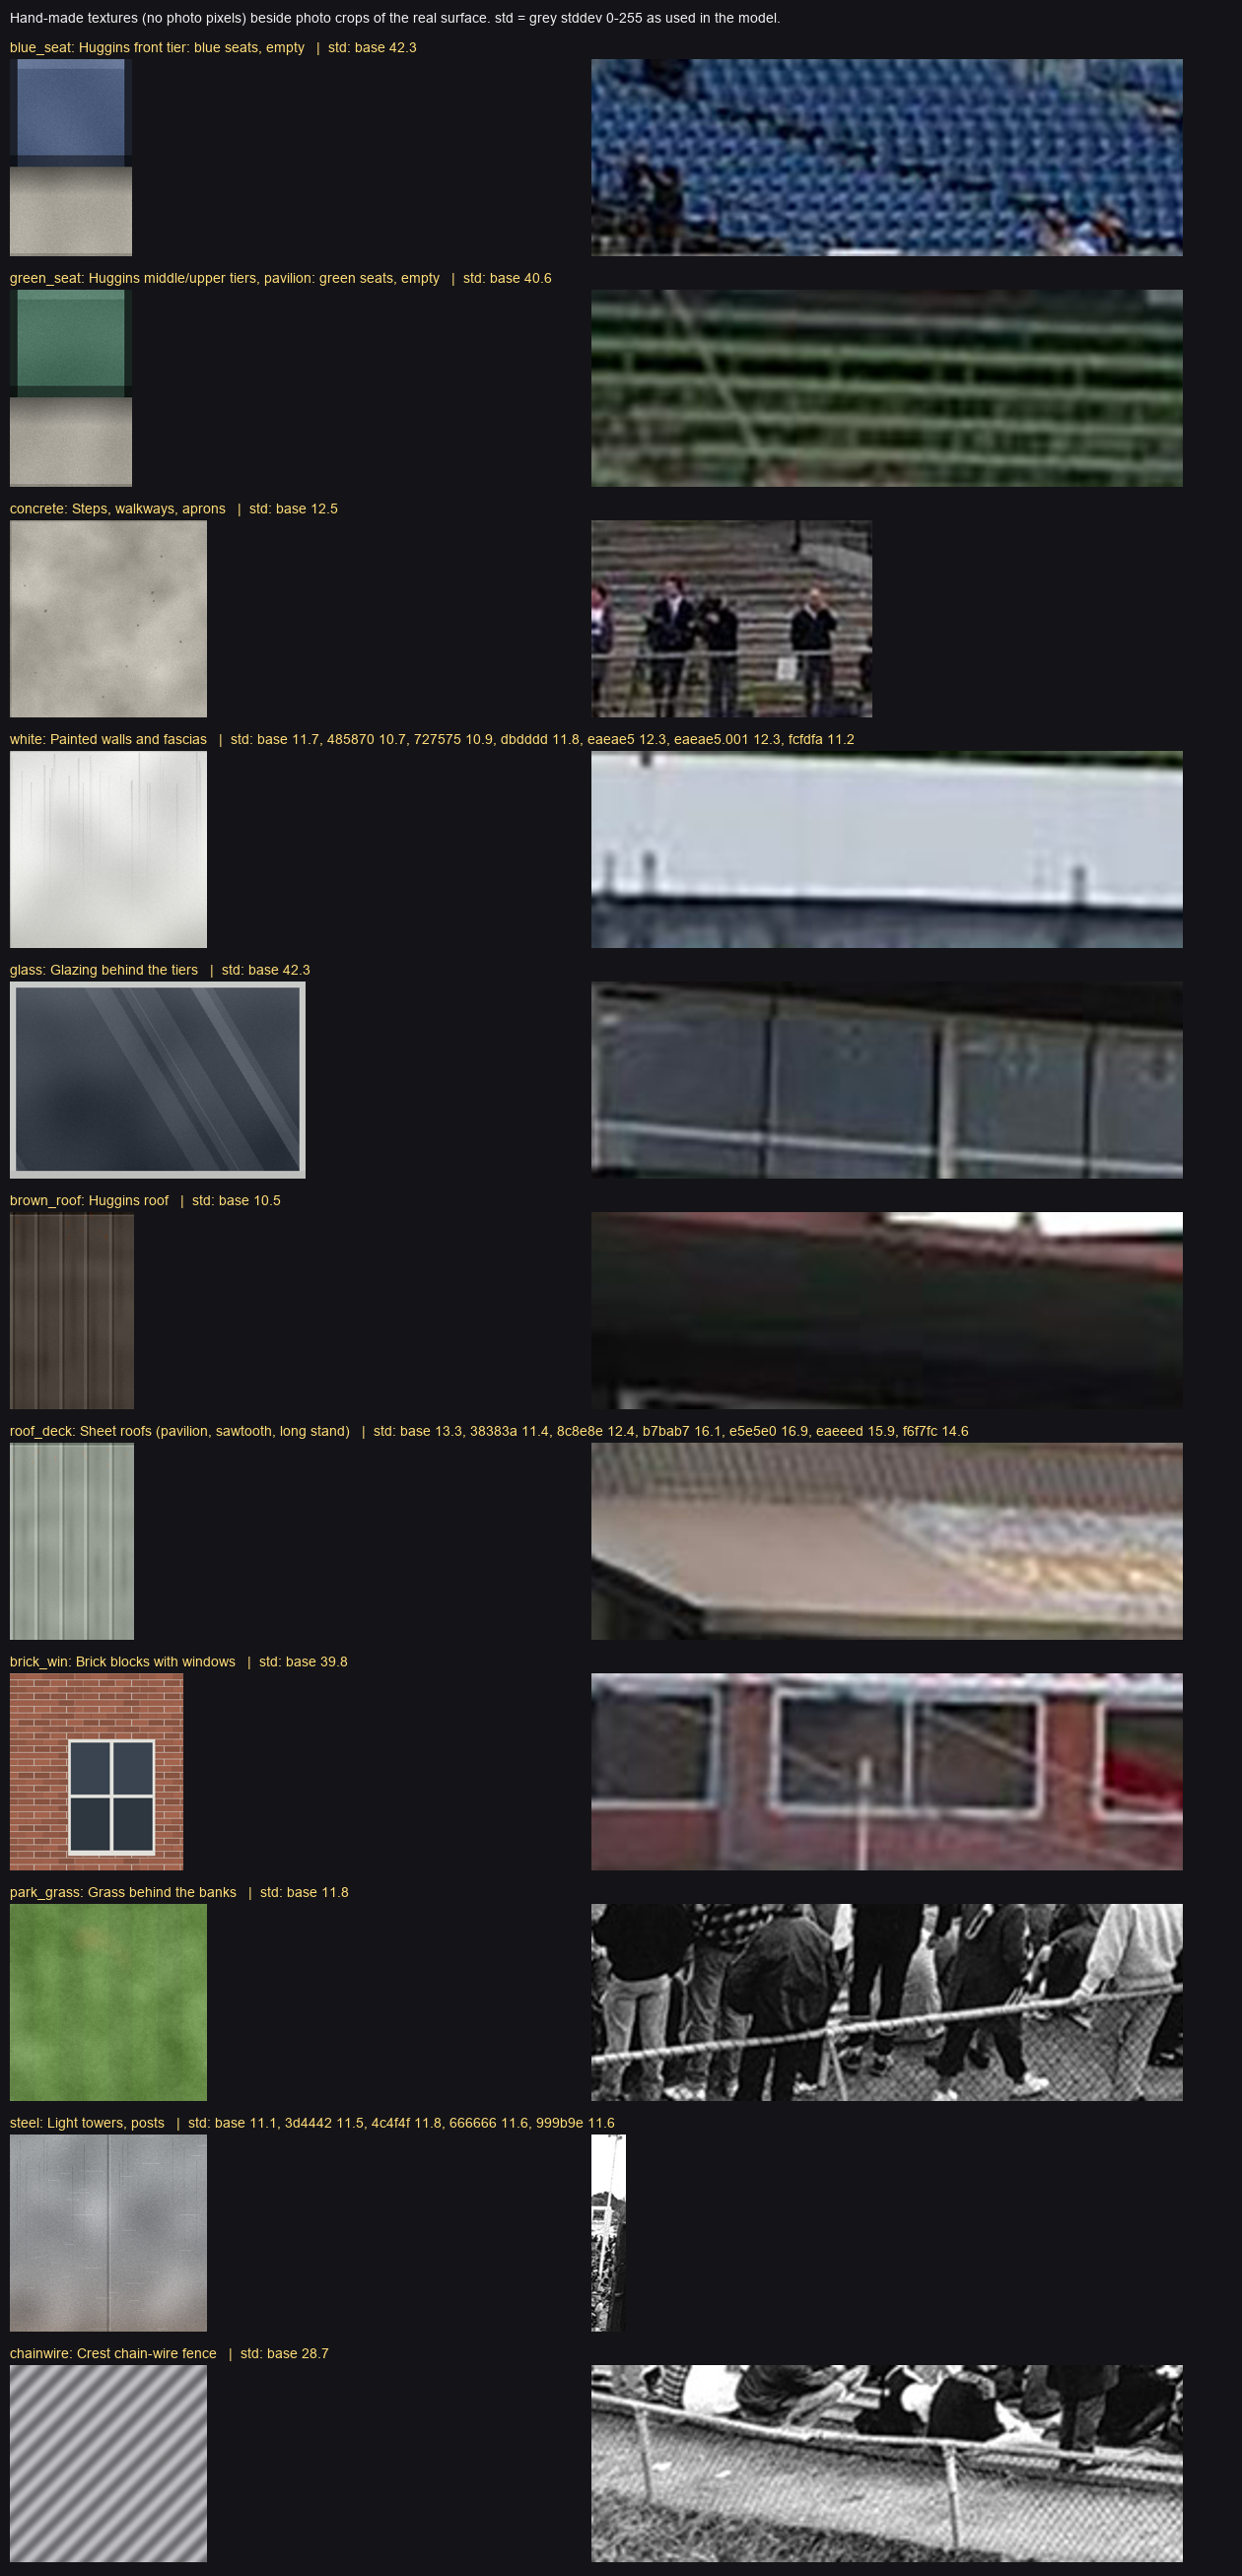 Hand-made textures (no photo pixels) beside photo crops of the real surface. std = grey stddev 0-255 as used in the model.
blue_seat: Huggins front tier: blue seats, empty | std: base 42.3
green_seat: Huggins middle/upper tiers, pavilion: green seats, empty | std: base 40.6
concrete: Steps, walkways, aprons | std: base 12.5
white: Painted walls and fascias | std: base 11.7, 485870 10.7, 727575 10.9, dbdddd 11.8, eaeae5 12.3, eaeae5.001 12.3, fcfdfa 11.2
glass: Glazing behind the tiers | std: base 42.3
brown_roof: Huggins roof | std: base 10.5
roof_deck: Sheet roofs (pavilion, sawtooth, long stand) | std: base 13.3, 38383a 11.4, 8c8e8e 12.4, b7bab7 16.1, e5e5e0 16.9, eaeeed 15.9, f6f7fc 14.6
brick_win: Brick blocks with windows | std: base 39.8
park_grass: Grass behind the banks | std: base 11.8
steel: Light towers, posts | std: base 11.1, 3d4442 11.5, 4c4f4f 11.8, 666666 11.6, 999b9e 11.6
chainwire: Crest chain-wire fence | std: base 28.7